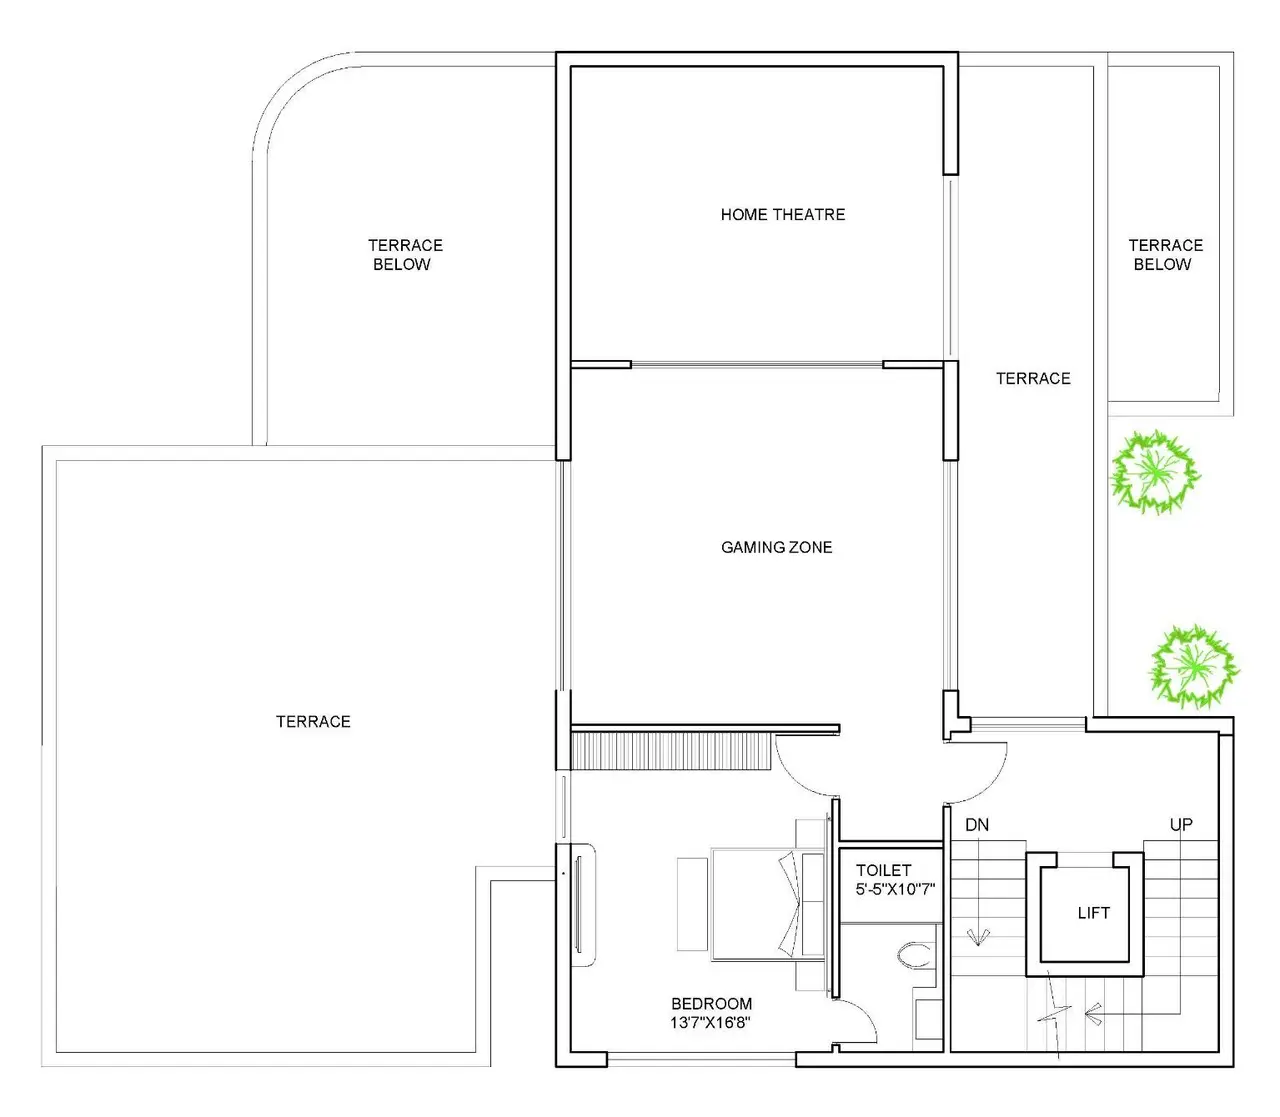 HOME THEATRE
TERRACE
BELOW
TERRACE
BELOW
TERRACE
GAMING ZONE
TERRACE
DN
UP
TOILET
5'-5"X10"7"
LIFT
BEDROOM
13'7"X16'8"